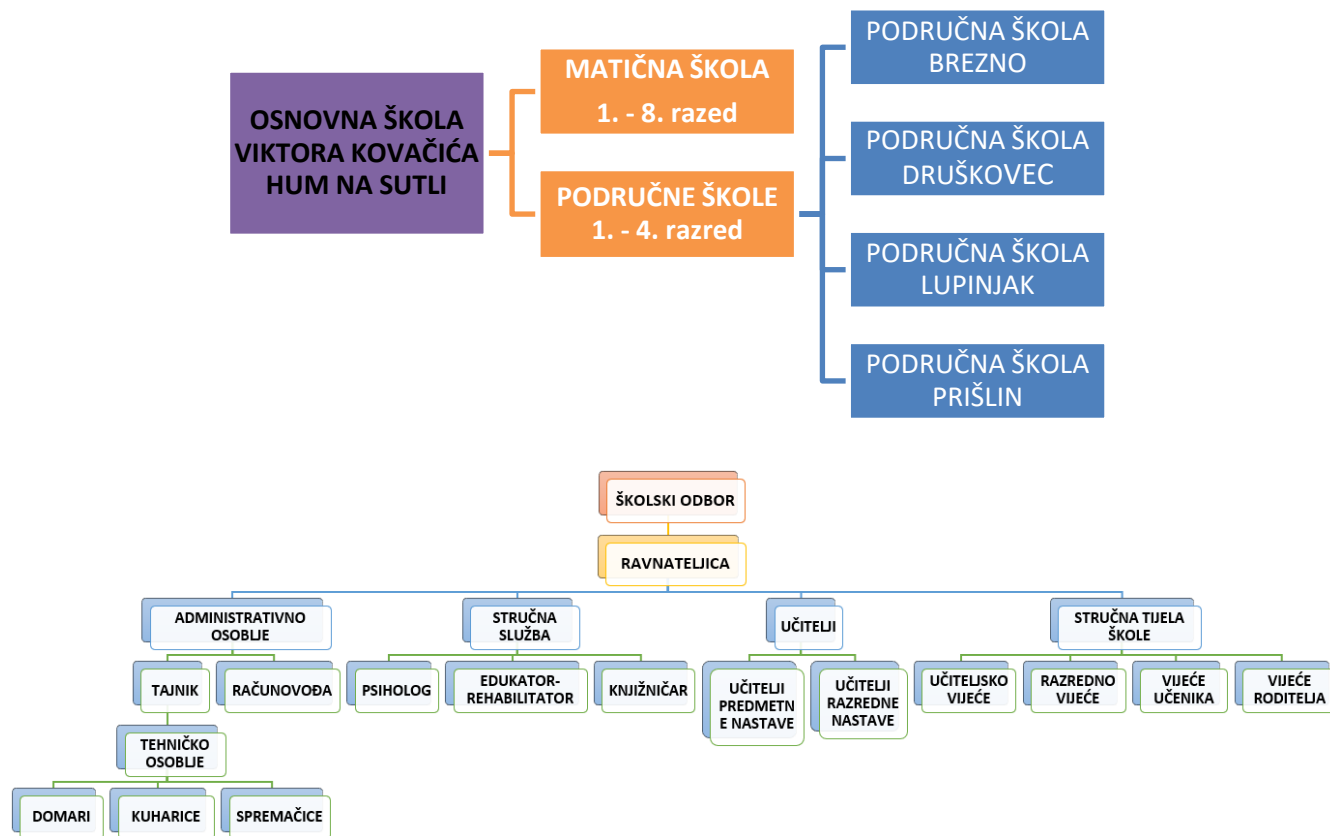 OSNOVNA ŠKOLA
VIKTORA KOVAČIĆA
HUM NA SUTLI
MATIČNA ŠKOLA
1. - 8. razed
PODRUČNE ŠKOLE
1. - 4. razred
PODRUČNA ŠKOLA
BREZNO
PODRUČNA ŠKOLA
DRUŠKOVEC
PODRUČNA ŠKOLA
LUPINJAK
PODRUČNA ŠKOLA
PRIŠLIN
ŠKOLSKI ODBOR
RAVNATELJICA
ADMINISTRATIVNO
OSOBLJE
STRUČNA
SLUŽBA
UČITELJI
STRUČNA TIJELA
ŠKOLE
TAJNIK
RAČUNOVOĐA
PSIHOLOG
EDUKATOR-
REHABILITATOR
KNJIŽNIČAR
UČITELJI
PREDMETN
E NASTAVE
UČITELJI
RAZREDNE
NASTAVE
UČITELJSKO
VIJEĆE
RAZREDNO
VIJEĆE
VIJEĆE
UČENIKA
VIJEĆE
RODITELJA
TEHNIČKO
OSOBLJE
DOMARI
KUHARICE
SPREMAČICE